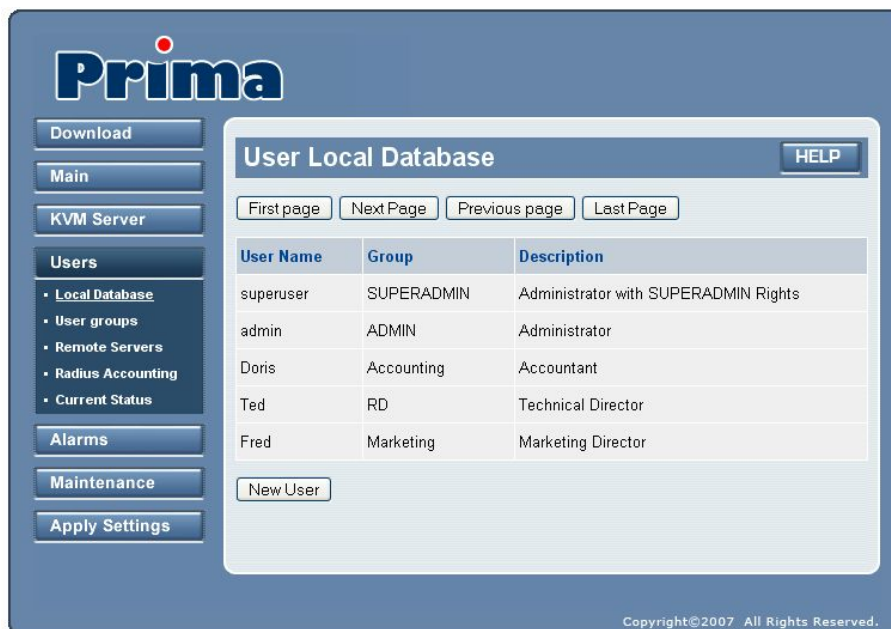 Prima
Download
Main
KVM Server
Users
Local Database
User groups
Remote Servers
Radius Accounting
Current Status
Alarms
Maintenance
Apply Settings
User Local Database
HELP
First page Next Page Previous page Last Page
User Name Group Description
superuser SUPERADMIN Administrator with SUPERADMIN Rights
admin ADMIN Administrator
Doris Accounting Accountant
Ted RD Technical Director
Fred Marketing Marketing Director
New User
Copyright©2007 All Rights Reserved.